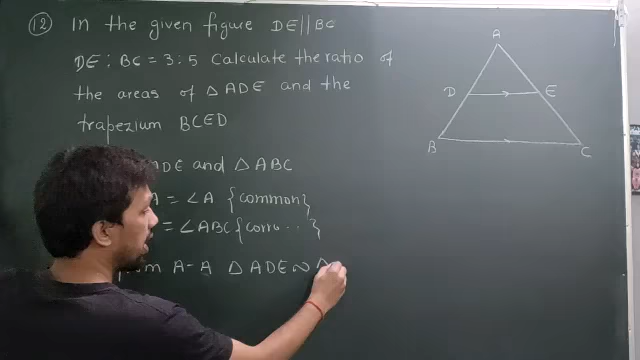 (12) In the given figure DE||BC
DE : BC = 3 : 5 Calculate the ratio of
the areas of △ADE and the
trapezium BCED
ADE and △ABC
A = ∠A {common}
= ∠ABC {corro...}
A-A △ADE ~ △
A
D
E
B
C